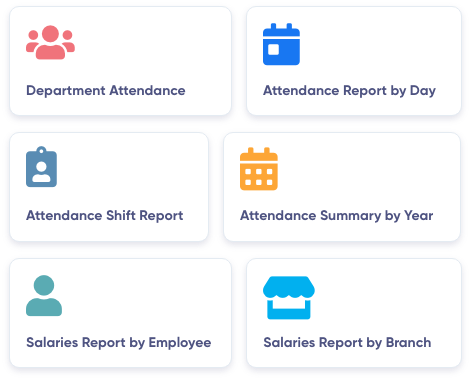 Department Attendance
Attendance Report by Day
Attendance Shift Report
Attendance Summary by Year
Salaries Report by Employee
Salaries Report by Branch